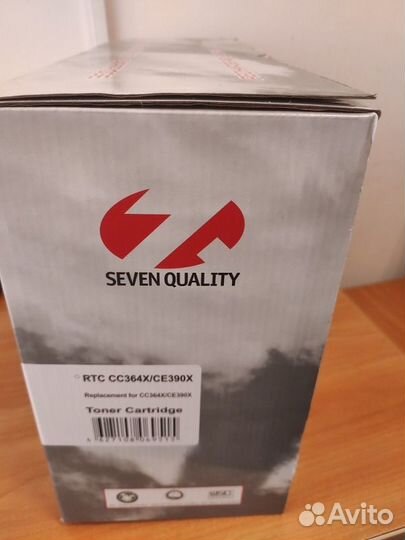 SEVEN QUALITY
RTC CC364X/CE390X
Replacement for CC364X/CE390X
Toner Cartridge
Avito